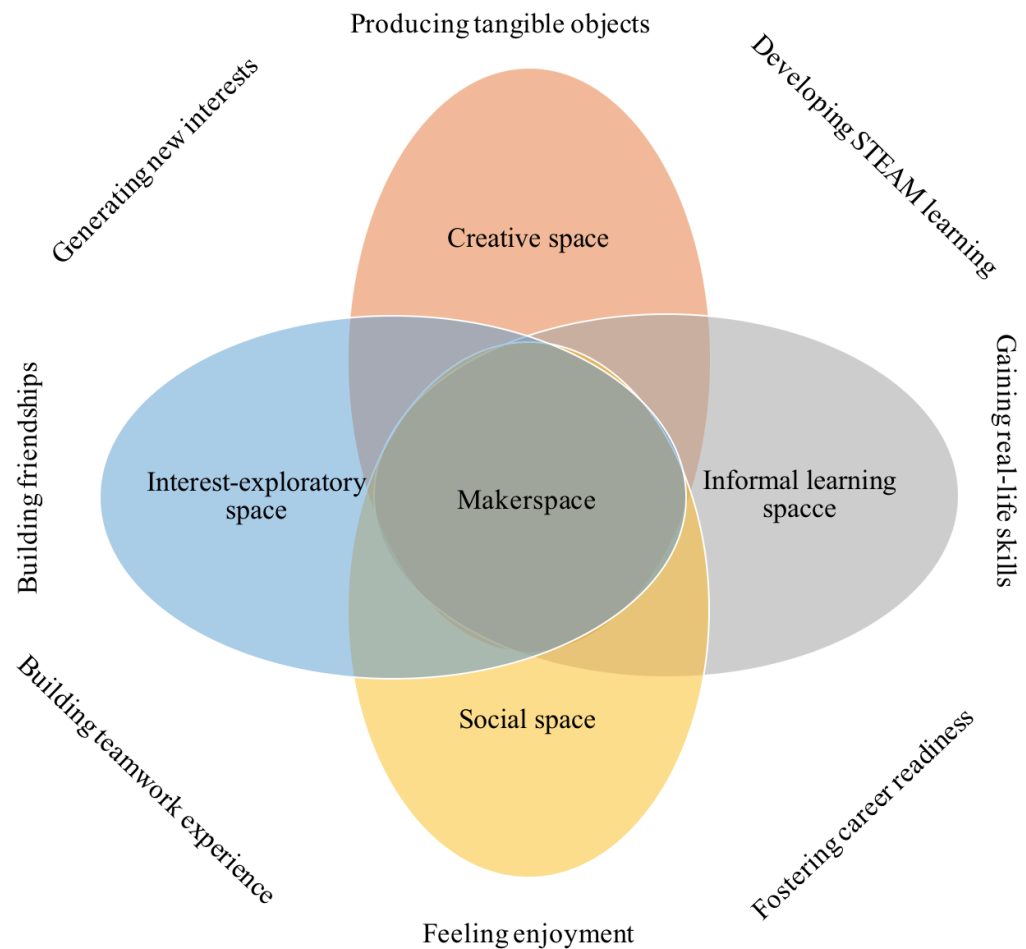 Producing tangible objects
Generating new interests
Developing STEAM learning
Creative space
Building friendships
Interest-exploratory
space
Makerspace
Informal learning
spacce
Gaining real-life skills
Social space
Building teamwork experience
Fostering career readiness
Feeling enjoyment